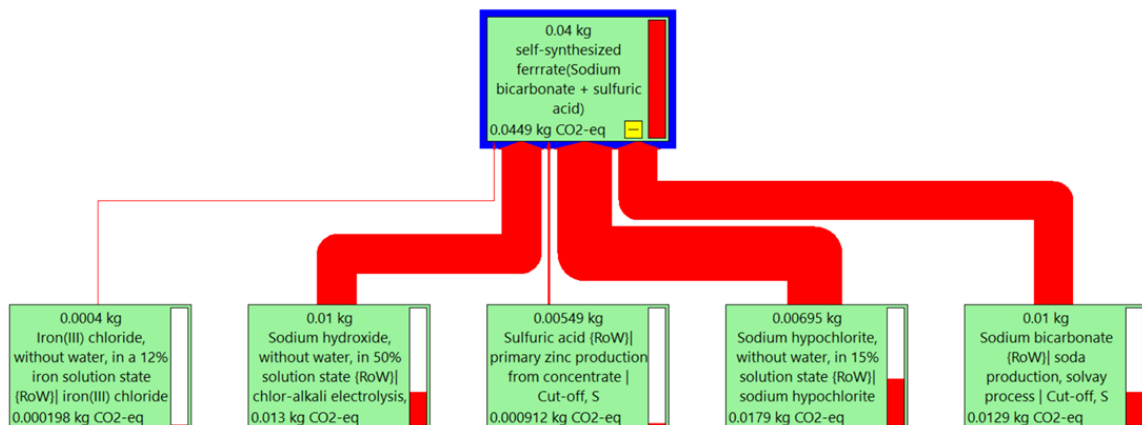 0.04 kg
self-synthesized
ferrrate(Sodium
bicarbonate + sulfuric
acid)
0.0449 kg CO2-eq
0.0004 kg
Iron(III) chloride,
without water, in a 12%
iron solution state
{RoW}| iron(III) chloride
0.000198 kg CO2-eq
0.01 kg
Sodium hydroxide,
without water, in 50%
solution state {RoW}|
chlor-alkali electrolysis,
0.013 kg CO2-eq
0.00549 kg
Sulfuric acid {RoW}|
primary zinc production
from concentrate |
Cut-off, S
0.000912 kg CO2-eq
0.00695 kg
Sodium hypochlorite,
without water, in 15%
solution state {RoW}|
sodium hypochlorite
0.0179 kg CO2-eq
0.01 kg
Sodium bicarbonate
{RoW}| soda
production, solvay
process | Cut-off, S
0.0129 kg CO2-eq